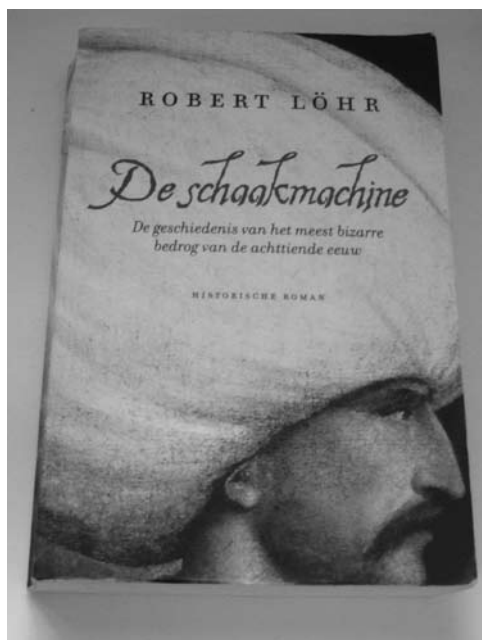 ROBERT LÖHR
De schaakmachine
De geschiedenis van het meest bizarre
bedrog van de achttiende eeuw
HISTORISCHE ROMAN